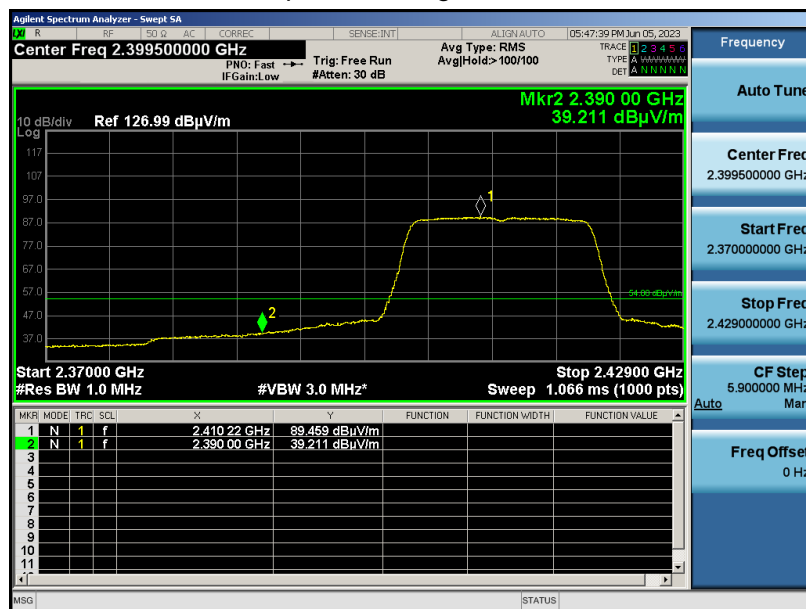 Agilent Spectrum Analyzer - Swept SA
LXI R RF 50 Ω AC CORREC SENSE:INT ALIGN AUTO 05:47:39 PM Jun 05, 2023
Center Freq 2.399500000 GHz
PNO: Fast Trig: Free Run Avg Type: RMS TRACE 1 2 3 4 5 6
IFGain:Low #Atten: 30 dB Avg|Hold:>100/100 TYPE A WWWWW
DET A N N N N N
Mkr2 2.390 00 GHz
39.211 dBµV/m
10 dB/div Ref 126.99 dBµV/m
Log
117
107
97.0
87.0
77.0
67.0
57.0
47.0
37.0
1
2
54.00 dBµV/m
Start 2.37000 GHz Stop 2.42900 GHz
#Res BW 1.0 MHz #VBW 3.0 MHz* Sweep 1.066 ms (1000 pts)
MKR MODE TRC SCL X Y FUNCTION FUNCTION WIDTH FUNCTION VALUE
1 N 1 f 2.410 22 GHz 89.459 dBµV/m
2 N 1 f 2.390 00 GHz 39.211 dBµV/m
3
4
5
6
7
8
9
10
11
MSG STATUS
Frequency
Auto Tune
Center Freq
2.399500000 GHz
Start Freq
2.370000000 GHz
Stop Freq
2.429000000 GHz
CF Step
5.900000 MHz
Auto Man
Freq Offset
0 Hz